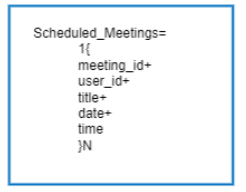 Scheduled_Meetings=
1{
meeting_id+
user_id+
title+
date+
time
}N